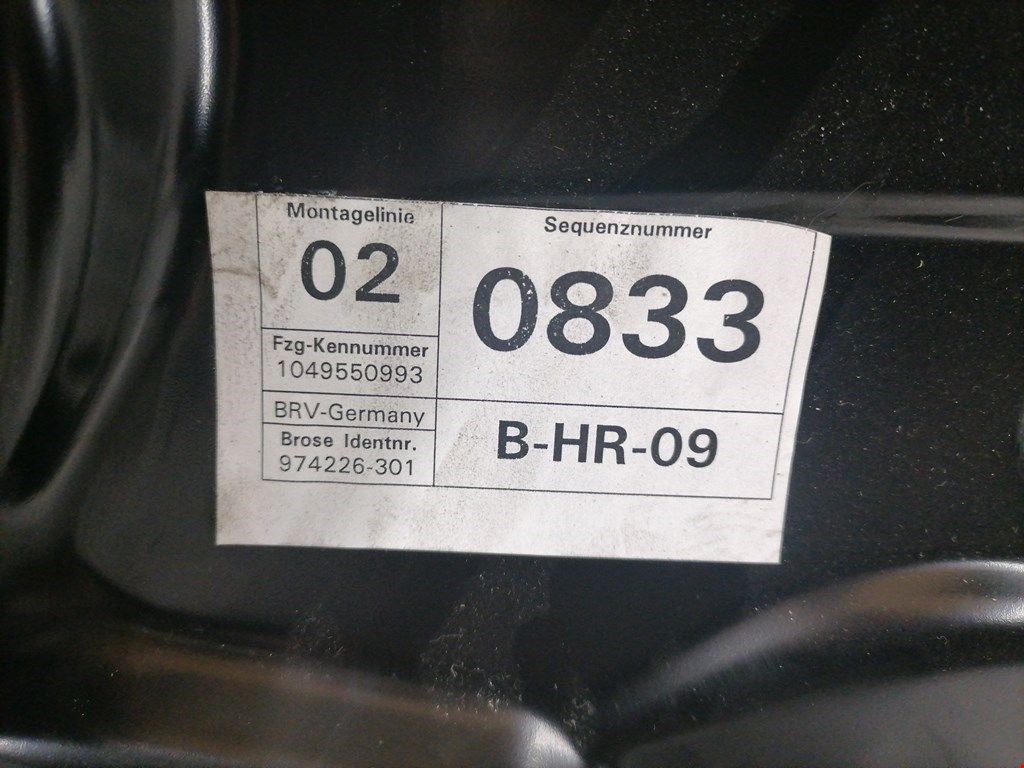 Montagelinie
02
Sequenznummer
0833
Fzg-Kennummer
1049550993
BRV-Germany
Brose Identnr.
974226-301
B-HR-09